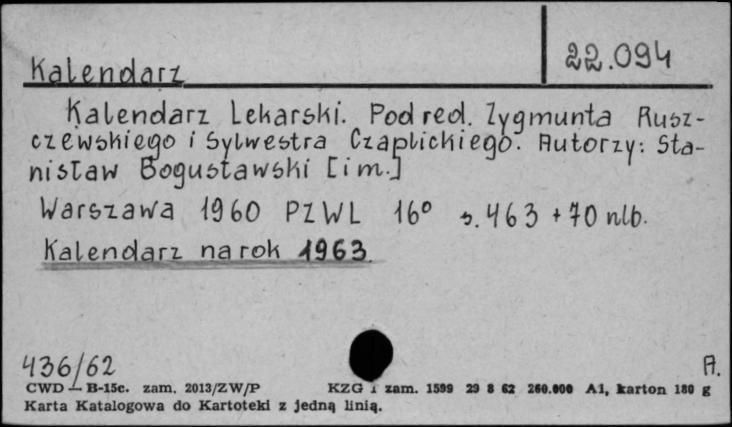 Kalendarz
22.094
Kalendarz Lekarski. Pod red. Zygmunta Rusz-
czewskiego i Sylwestra Czaplickiego. Autorzy: Sta-
nisław Bogusławski [i m.]
Warszawa 1960 PZWL 16° s. 463 + 70 nlb.
Kalendarz na rok 1963.
436/62
A.
CWD — B-15c. zam. 2013/ZW/P KZG 1 zam. 1599 29 8 62 260.000 A1, karton 180 g
Karta Katalogowa do Kartoteki z jedną linią.